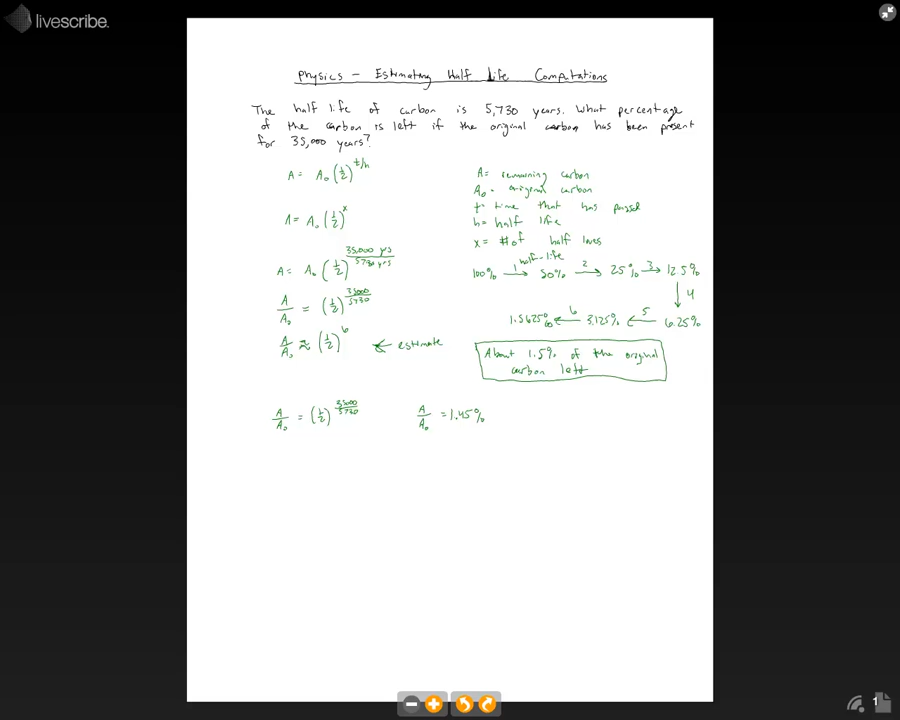 livescribe.
Physics - Estimating Half Life Computations
The half life of carbon is 5,730 years. What percentage
of the carbon is left if the original carbon has been present
for 35,000 years?
A = A₀ (1/2)^t/h
A = A₀ (1/2)^x
A = A₀ (1/2)^35,000 yrs/5730 yrs
A/A₀ = (1/2)^35000/5730
A/A₀ ≈ (1/2)^6 ← estimate
A = remaining carbon
A₀ = original carbon
t = time that has passed
h = half life
x = # of half lives
100% 1 half-life → 50% 2 → 25% 3 → 12.5%
↓ 4
1.5625% ← 6 3.125% ← 5 6.25%
About 1.5% of the original
carbon left
A/A₀ = (1/2)^35000/5730
A/A₀ = 1.45%
1